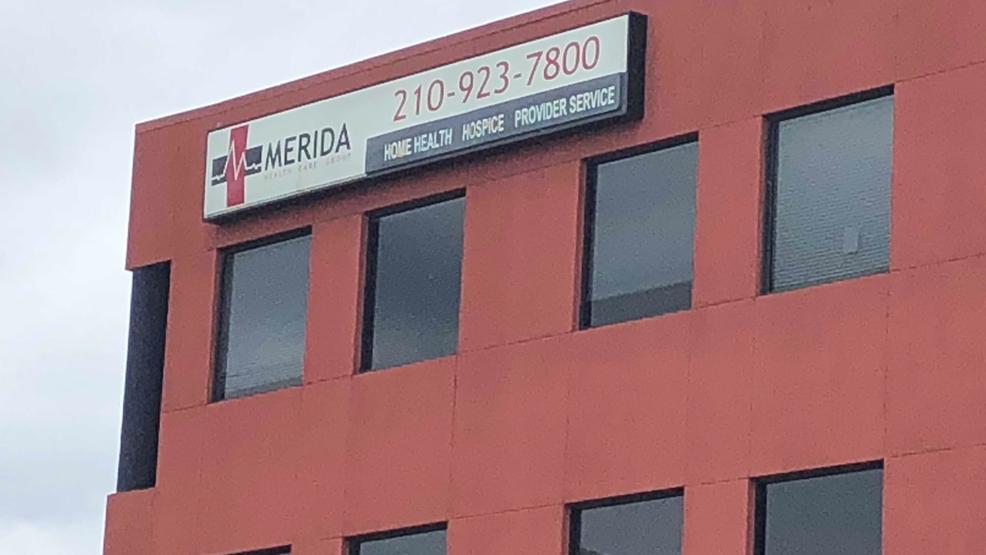 MERIDA
HEALTH CARE GROUP
210-923-7800
HOME HEALTH HOSPICE PROVIDER SERVICE